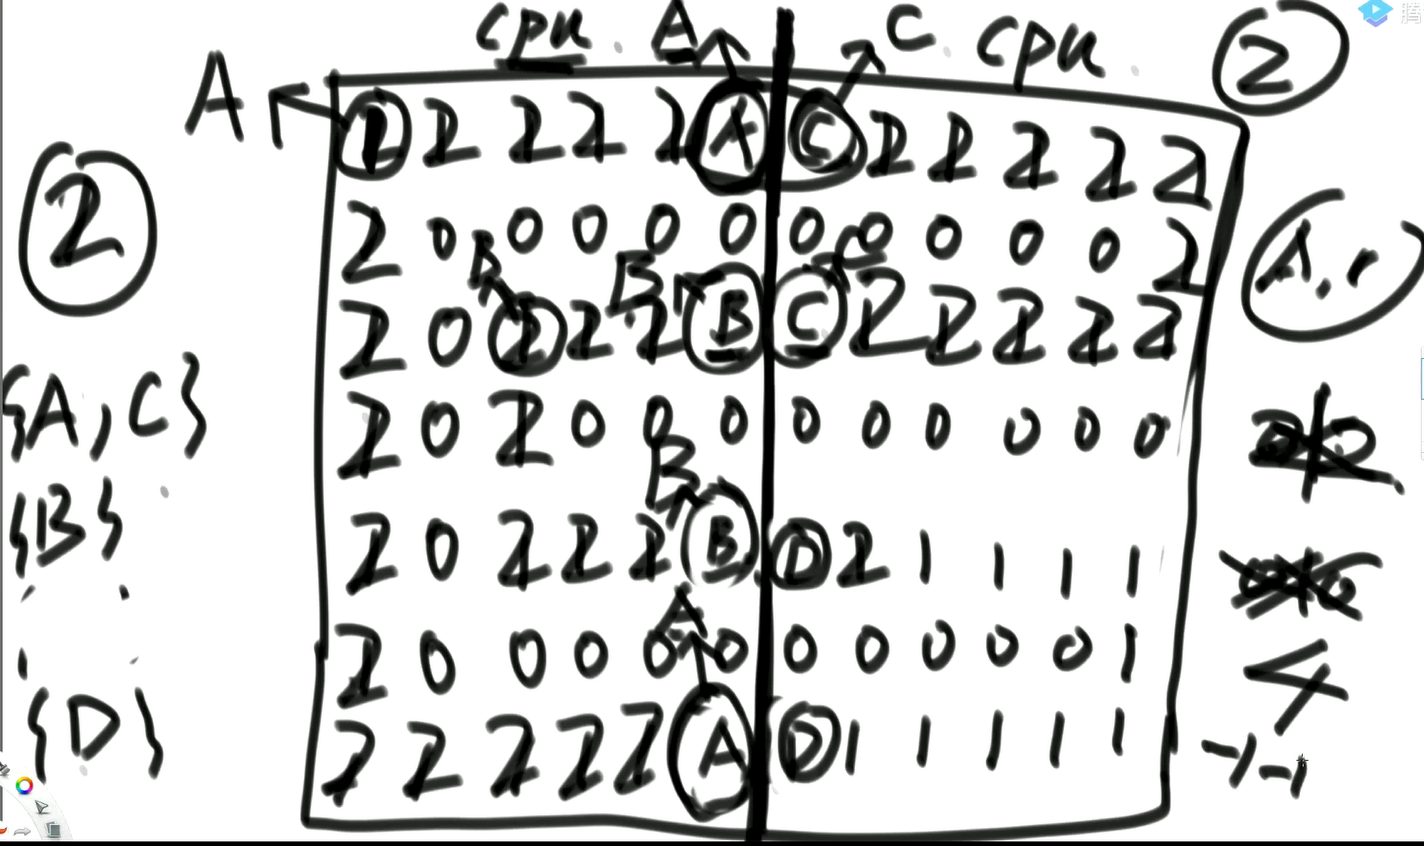 cpu. A C. cpu. ②
A
2 2 2 2 A C 2 2 2 2 2
②
2 0 0 0 0 0 0 0 0 0 0 2
B B C
2 0 2 2 2 B C 2 2 2 2 2
{A, C}
2 0 2 0 0 0 0 0 0 0 0 0
B
{B}
2 0 2 2 2 B D 2 1 1 1 1
A
2 0 0 0 0 0 0 0 0 0 0 1
4
{D}
2 2 2 2 2 A D 1 1 1 1 1
-1-1
腾